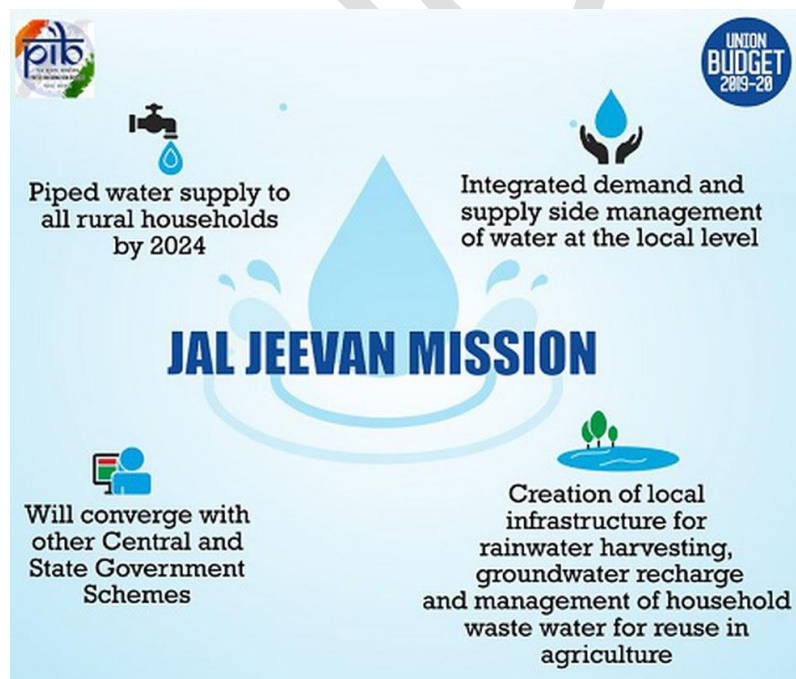 pib
UNION
BUDGET
2019-20
Piped water supply to
all rural households
by 2024
Integrated demand and
supply side management
of water at the local level
JAL JEEVAN MISSION
Will converge with
other Central and
State Government
Schemes
Creation of local
infrastructure for
rainwater harvesting,
groundwater recharge
and management of household
waste water for reuse in
agriculture